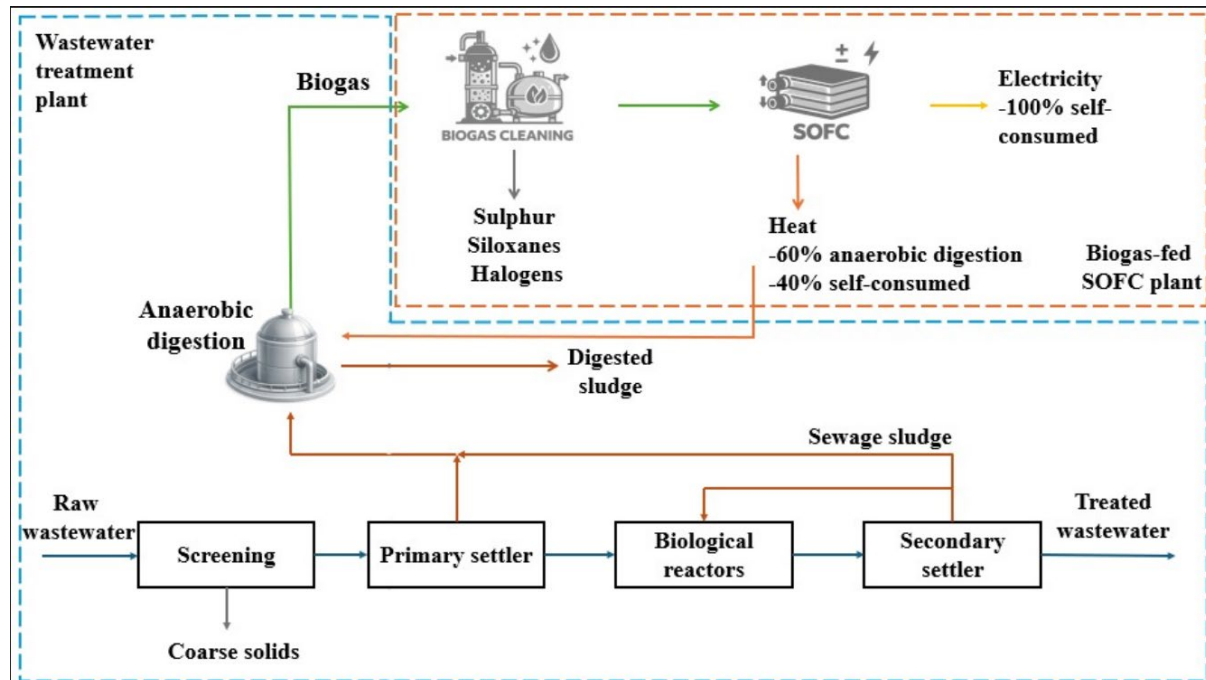 Wastewater
treatment
plant
Biogas
BIOGAS CLEANING
SOFC
Electricity
-100% self-
consumed
Sulphur
Siloxanes
Halogens
Heat
-60% anaerobic digestion
-40% self-consumed
Biogas-fed
SOFC plant
Anaerobic
digestion
Digested
sludge
Sewage sludge
Raw
wastewater
Screening
Primary settler
Biological
reactors
Secondary
settler
Treated
wastewater
Coarse solids